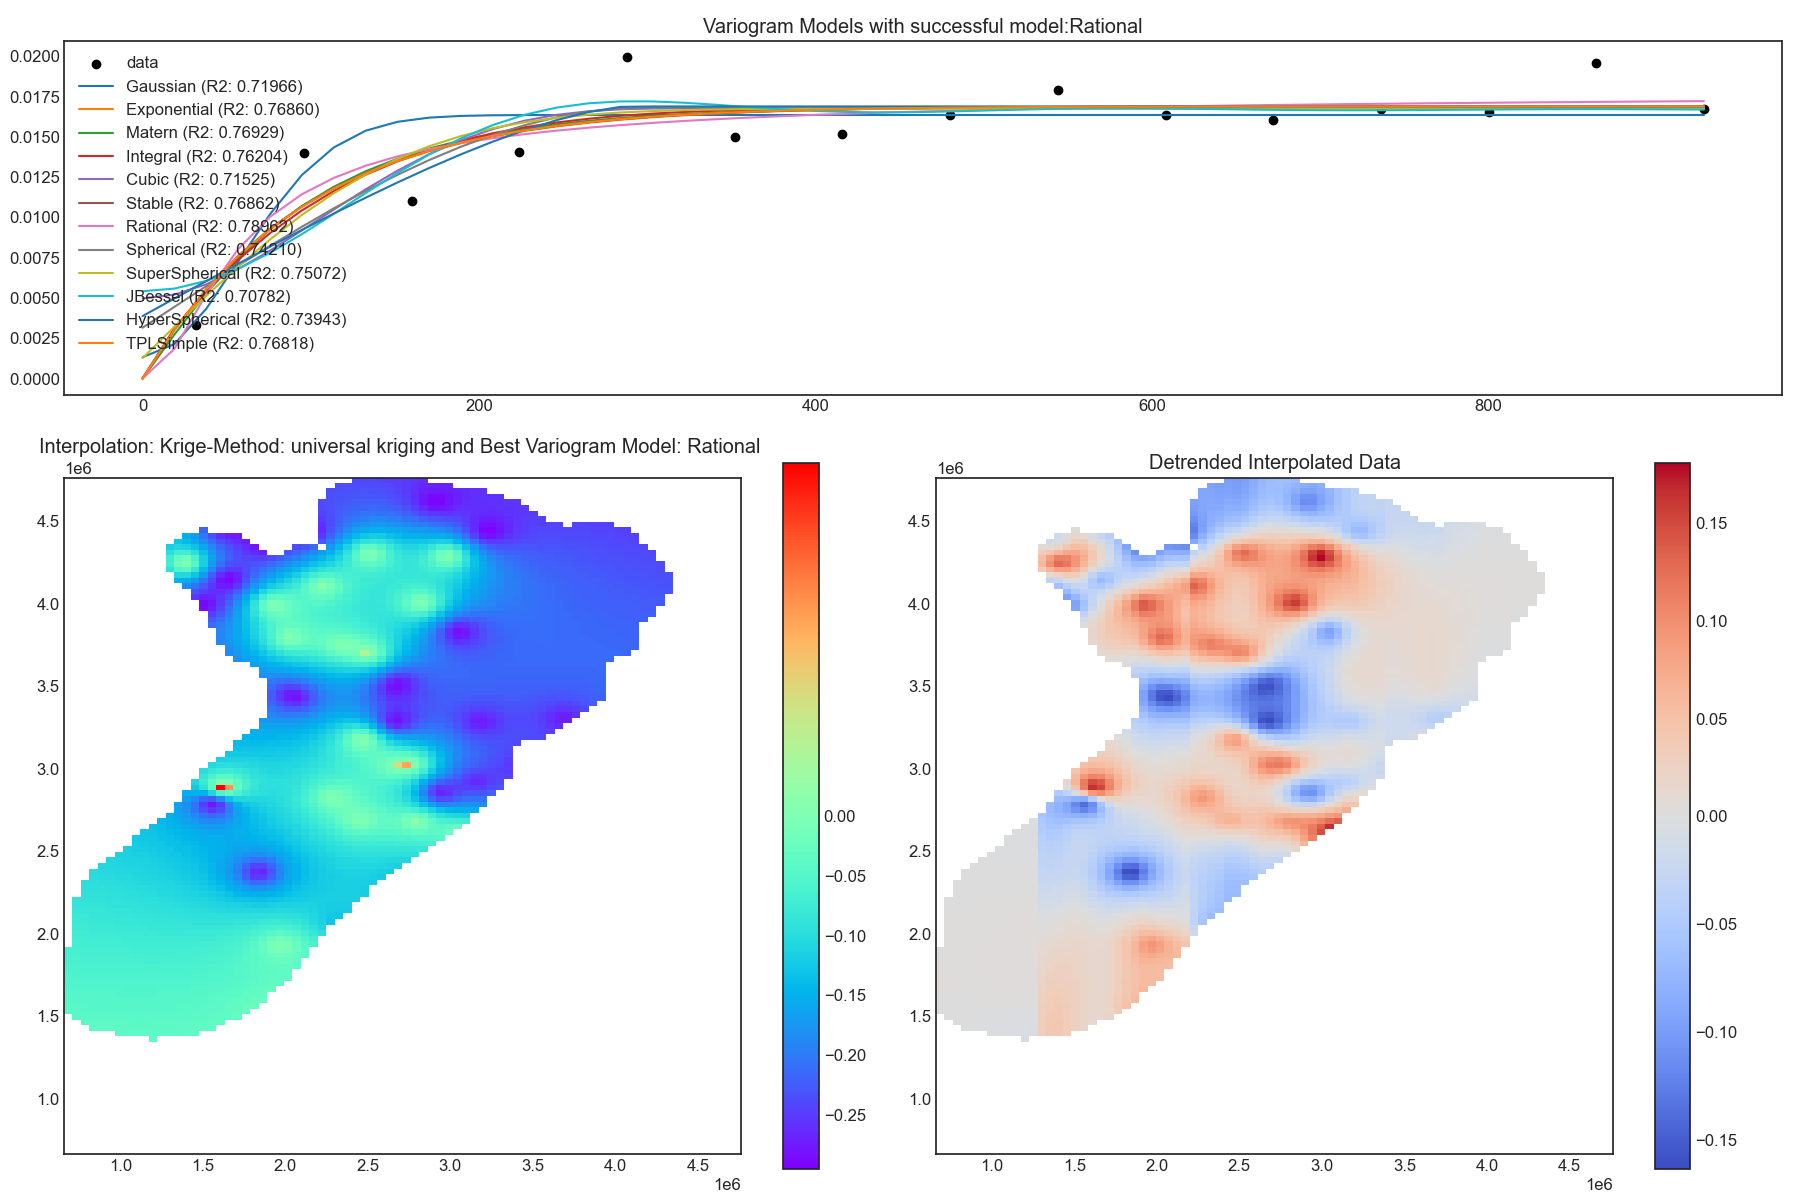 Variogram Models with successful model:Rational
0.0200
0.0175
0.0150
0.0125
0.0100
0.0075
0.0050
0.0025
0.0000
data
Gaussian (R2: 0.71966)
Exponential (R2: 0.76860)
Matern (R2: 0.76929)
Integral (R2: 0.76204)
Cubic (R2: 0.71525)
Stable (R2: 0.76862)
Rational (R2: 0.78962)
Spherical (R2: 0.74210)
SuperSpherical (R2: 0.75072)
JBessel (R2: 0.70782)
HyperSpherical (R2: 0.73943)
TPLSimple (R2: 0.76818)
0 200 400 600 800
Interpolation: Krige-Method: universal kriging and Best Variogram Model: Rational
1e6
4.5
4.0
3.5
3.0
2.5
2.0
1.5
1.0
1.0 1.5 2.0 2.5 3.0 3.5 4.0 4.5
1e6
0.00
−0.05
−0.10
−0.15
−0.20
−0.25
Detrended Interpolated Data
1e6
4.5
4.0
3.5
3.0
2.5
2.0
1.5
1.0
1.0 1.5 2.0 2.5 3.0 3.5 4.0 4.5
1e6
0.15
0.10
0.05
0.00
−0.05
−0.10
−0.15